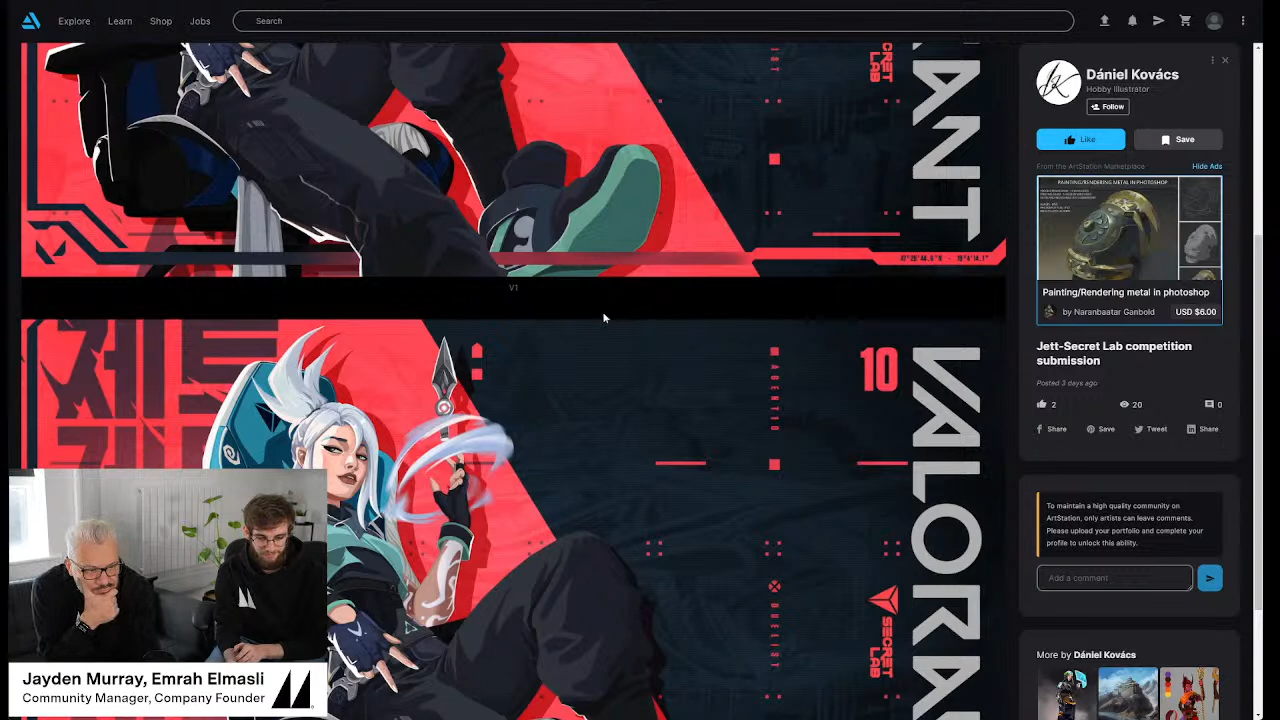 Explore
Learn
Shop
Jobs
Search
ANT
SECRET
LAB
V1
제트
10
VALORA
SECRET
LAB
DUELIST
Dániel Kovács
Hobby Illustrator
Follow
Like
Save
From the ArtStation Marketplace
Hide Ads
PAINTING/RENDERING METAL IN PHOTOSHOP
Painting/Rendering metal in photoshop
by Naranbaatar Ganbold
USD $6.00
Jett-Secret Lab competition
submission
Posted 3 days ago
2
20
0
Share
Save
Tweet
Share
To maintain a high quality community on
ArtStation, only artists can leave comments.
Please upload your portfolio and complete your
profile to unlock this ability.
Add a comment
More by Dániel Kovács
Jayden Murray, Emrah Elmasli
Community Manager, Company Founder